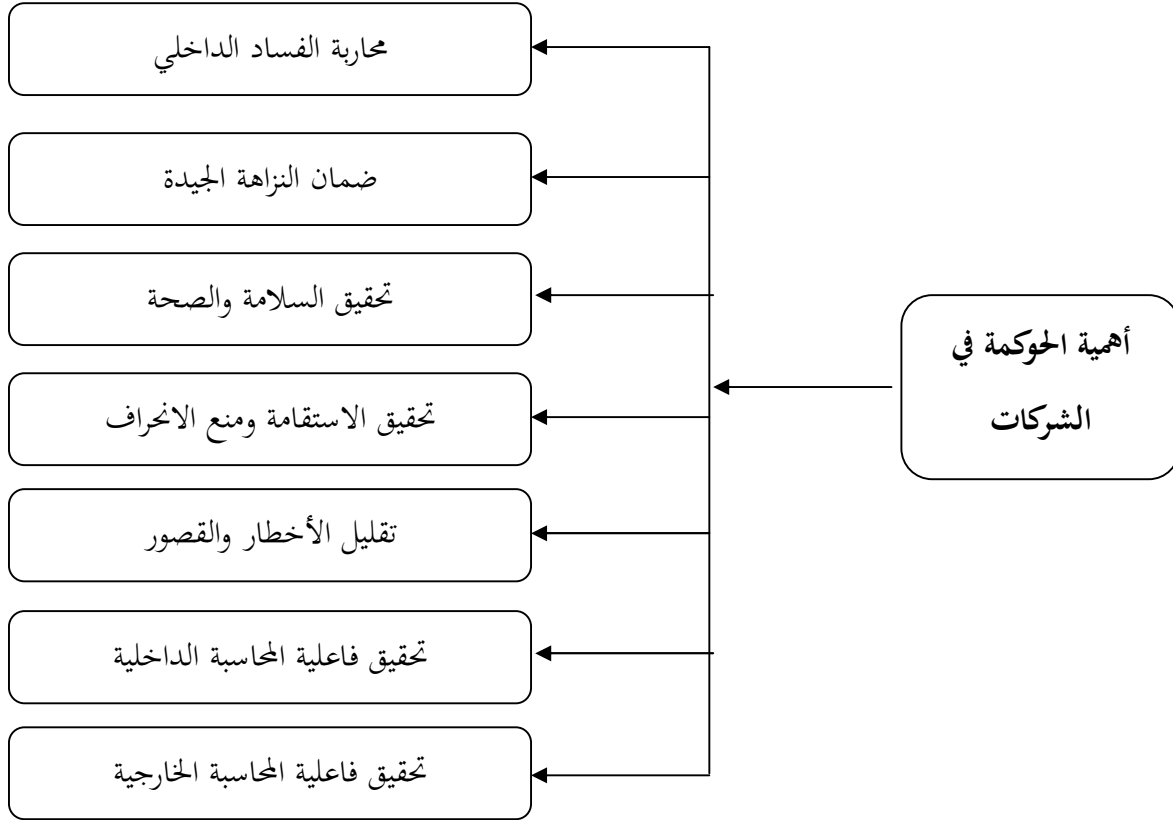 أهمية الحوكمة في
الشركات
محاربة الفساد الداخلي
ضمان النزاهة الجيدة
تحقيق السلامة والصحة
تحقيق الاستقامة ومنع الانحراف
تقليل الأخطار والقصور
تحقيق فاعلية المحاسبة الداخلية
تحقيق فاعلية المحاسبة الخارجية